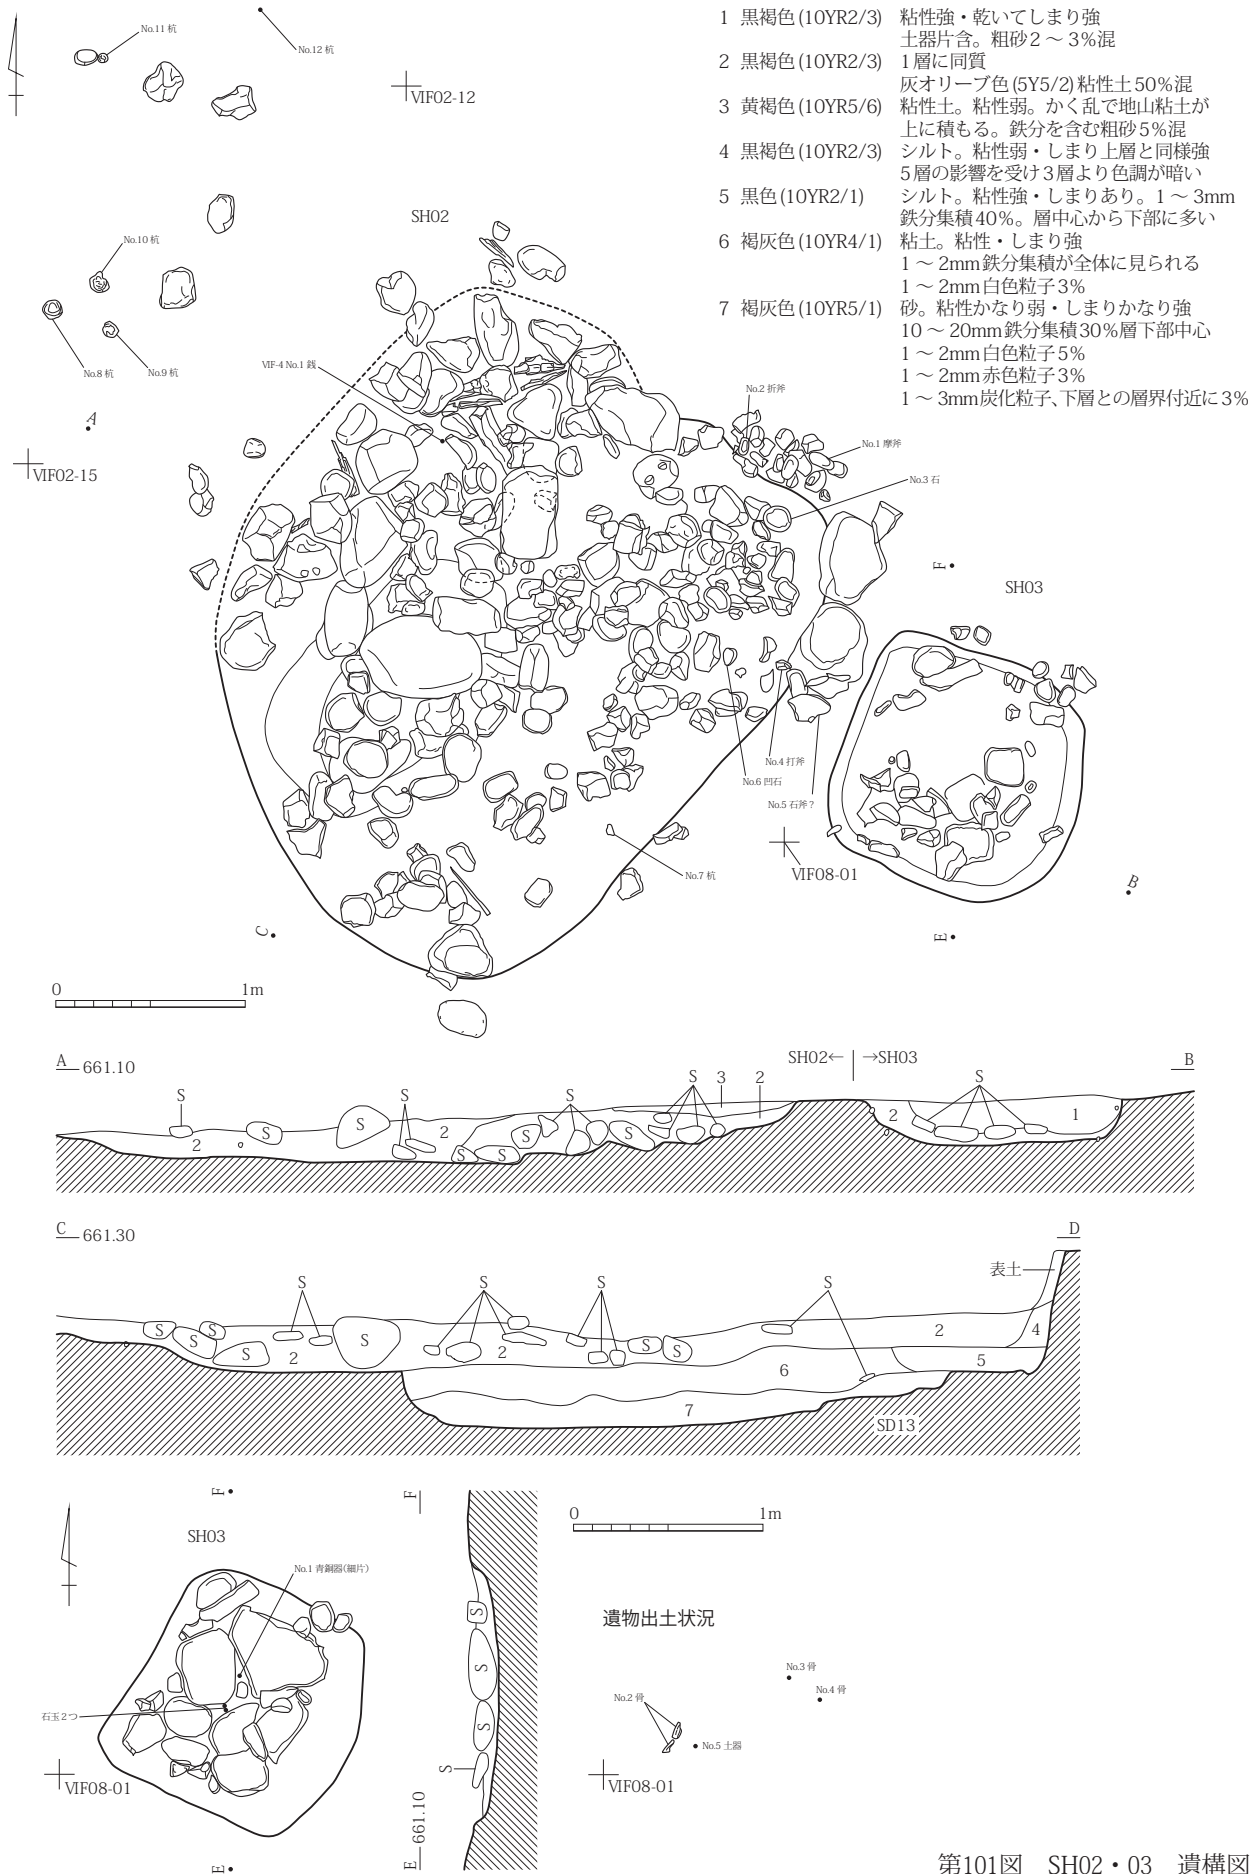 1 黒褐色(10YR2/3) 粘性強・乾いてしまり強
土器片含。粗砂2～3%混
2 黒褐色(10YR2/3) 1層に同質
灰オリーブ色(5Y5/2)粘性土50%混
3 黄褐色(10YR5/6) 粘性土。粘性弱。かく乱で地山粘土が
上に積もる。鉄分を含む粗砂5%混
4 黒褐色(10YR2/3) シルト。粘性弱・しまり上層と同様強
5層の影響を受け3層より色調が暗い
5 黒色(10YR2/1) シルト。粘性強・しまりあり。1～3mm
鉄分集積40%。層中心から下部に多い
6 褐灰色(10YR4/1) 粘土。粘性・しまり強
1～2mm鉄分集積が全体に見られる
1～2mm白色粒子3%
7 褐灰色(10YR5/1) 砂。粘性かなり弱・しまりかなり強
10～20mm鉄分集積30%層下部中心
1～2mm白色粒子5%
1～2mm赤色粒子3%
1～3mm炭化粒子、下層との層界付近に3%
No.11 杭
No.12 杭
VIF02-12
SH02
No.10 杭
No.8 杭
No.9 杭
VIF-4 No.1 銭
A
VIF02-15
No.2 折斧
No.1 摩斧
No.3 石
F
SH03
No.4 打斧
No.6 凹石
No.5 石斧？
VIF08-01
No.7 杭
B
C
E
0 1m
A 661.10
SH02← →SH03
B
S S S S 3 2 S
2 S S 2 S S S S 2 1
C 661.30
D
表土
S S S S
S S S S 2 S 2 S S 2 4
6 5
7
SD13
F
F
SH03
No.1 青銅器(細片)
石玉2つ
VIF08-01
E
S
S
S
S
E 661.10
0 1m
遺物出土状況
No.3 骨
No.4 骨
No.2 骨
No.5 土器
VIF08-01
第101図 SH02・03 遺構図